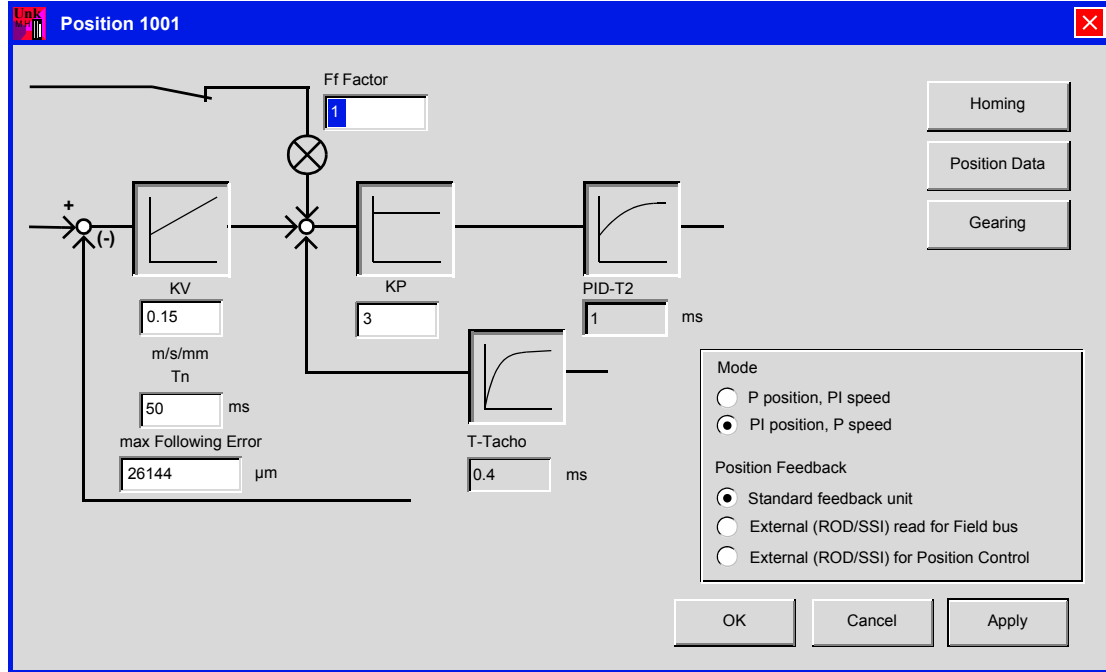 Unk
M.H
Position 1001
Ff Factor
1
Homing
Position Data
Gearing
+
(-)
KV
0.15
m/s/mm
Tn
50 ms
max Following Error
26144 µm
KP
3
PID-T2
1 ms
T-Tacho
0.4 ms
Mode
P position, PI speed
PI position, P speed
Position Feedback
Standard feedback unit
External (ROD/SSI) read for Field bus
External (ROD/SSI) for Position Control
OK
Cancel
Apply